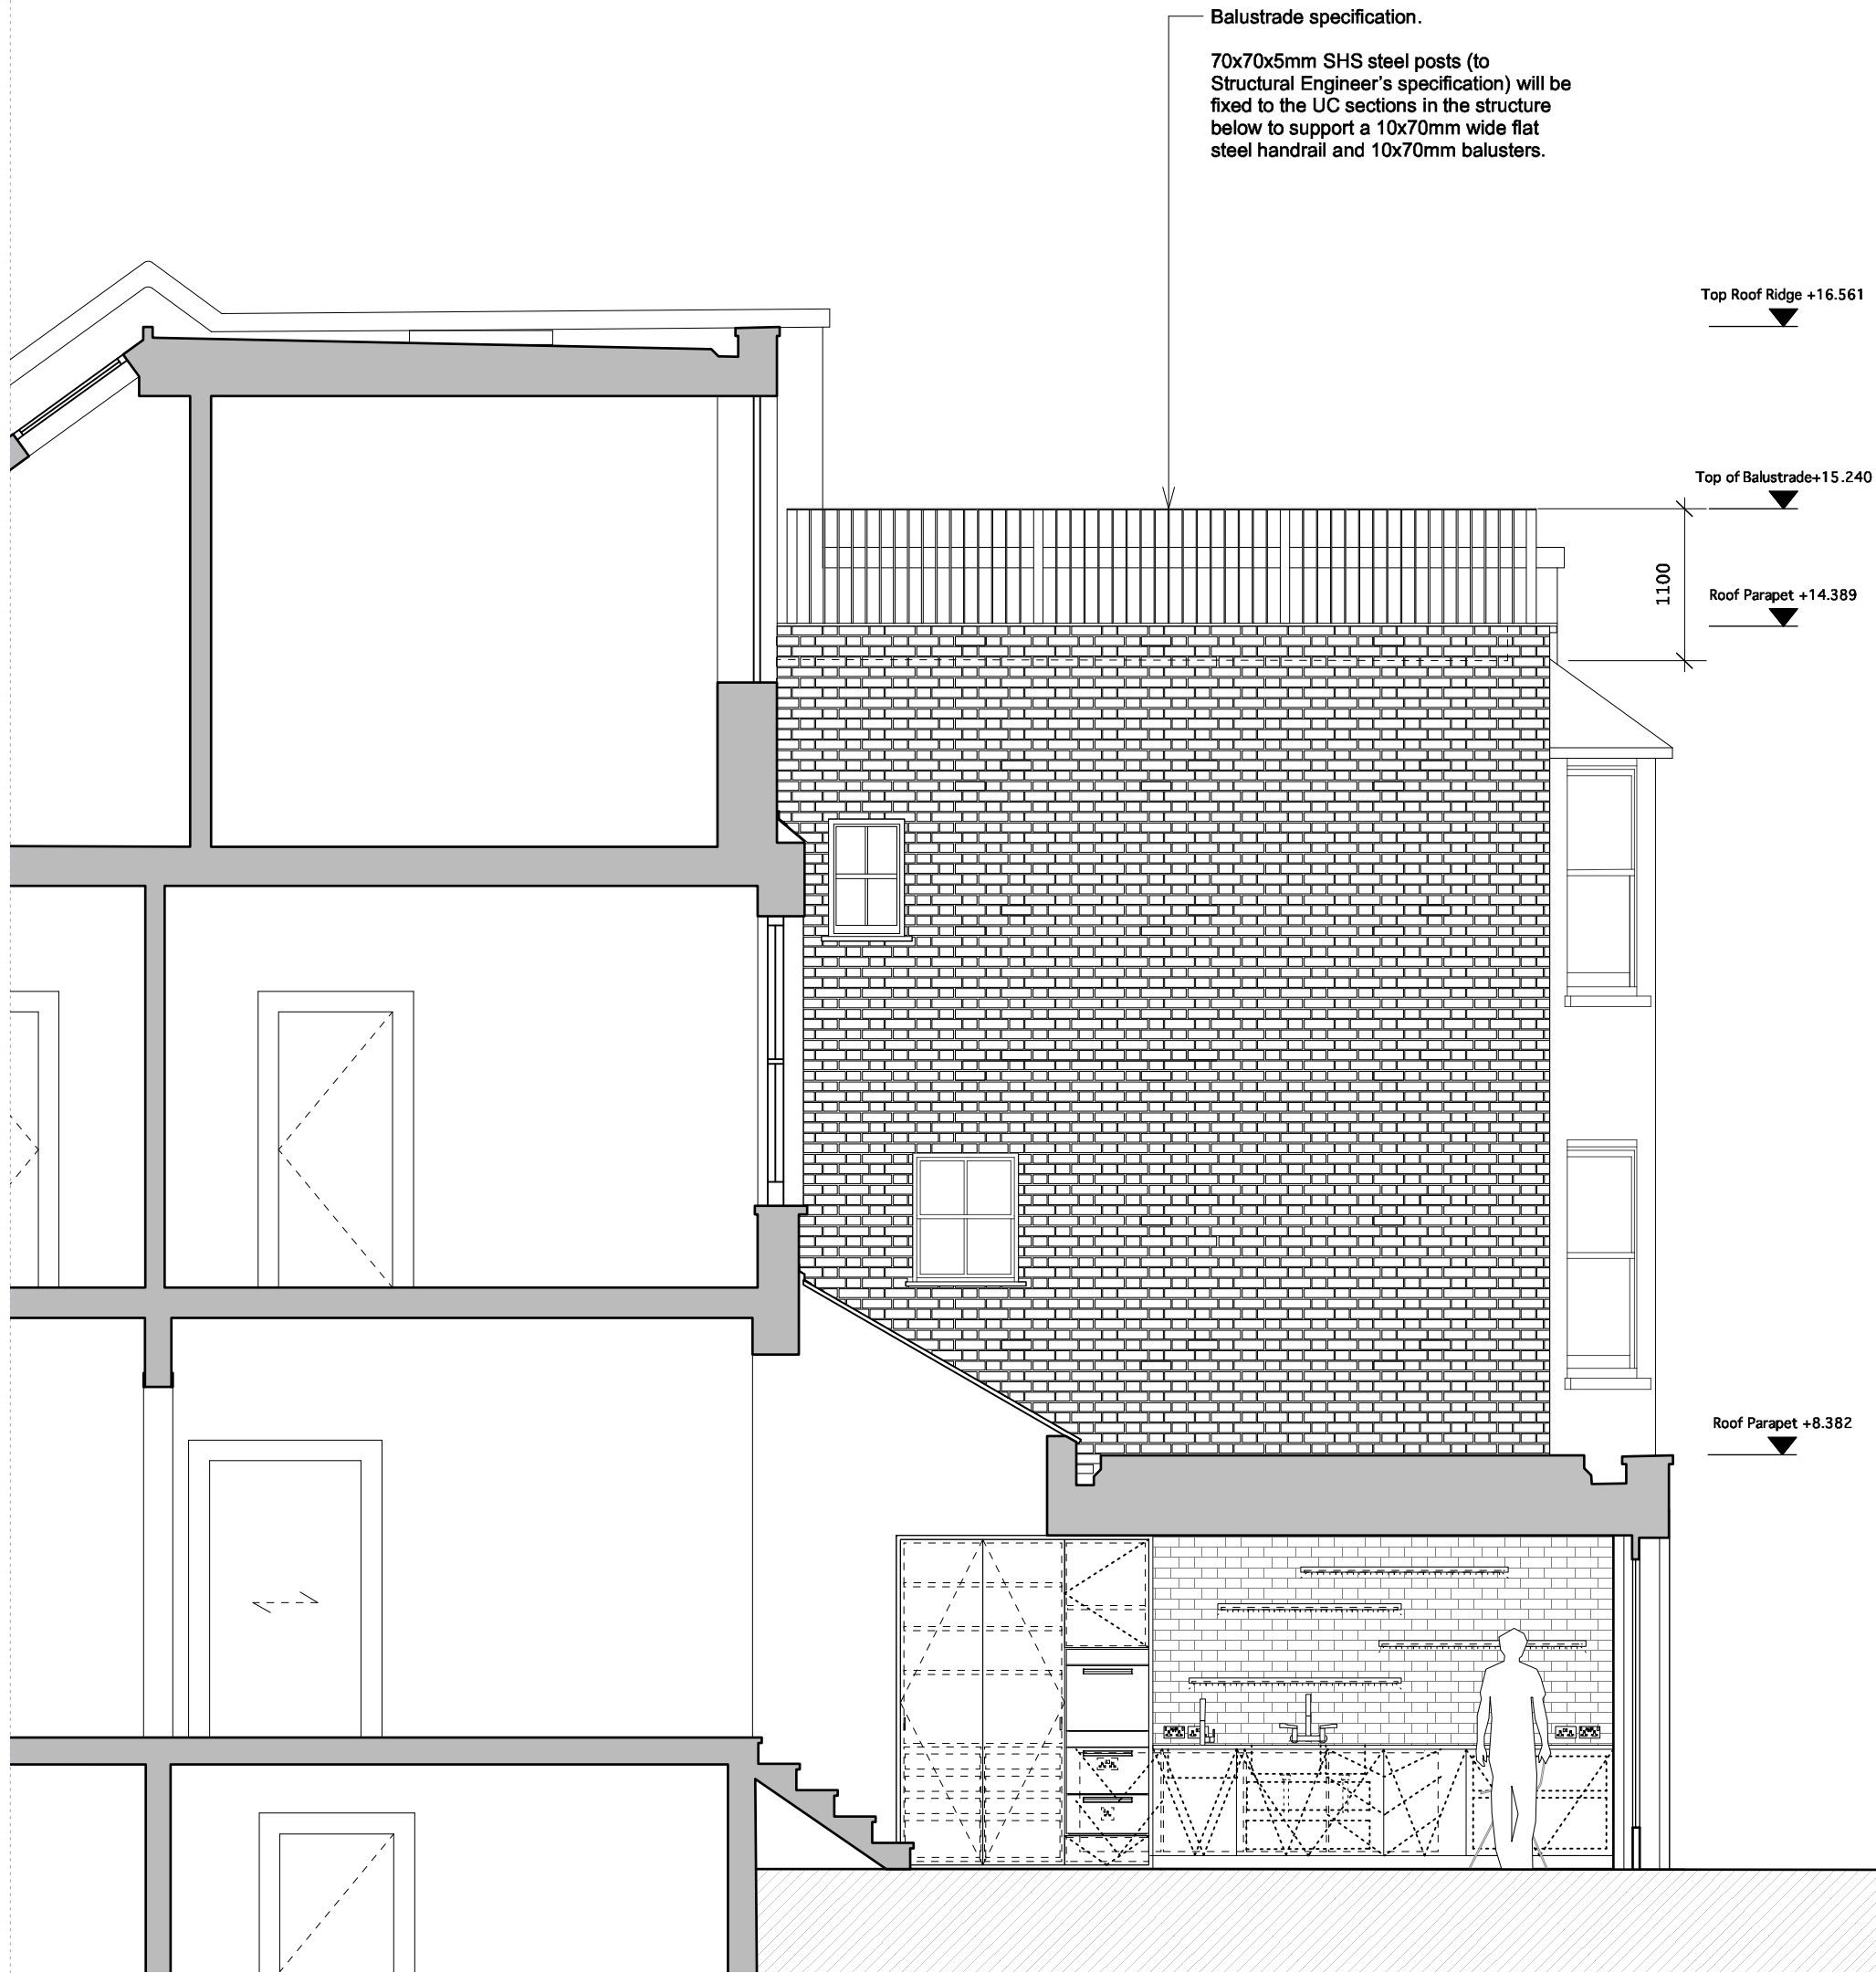 Balustrade specification.
70x70x5mm SHS steel posts (to
Structural Engineer's specification) will be
fixed to the UC sections in the structure
below to support a 10x70mm wide flat
steel handrail and 10x70mm balusters.
Top Roof Ridge +16.561
Top of Balustrade+15.240
1100
Roof Parapet +14.389
Roof Parapet +8.382